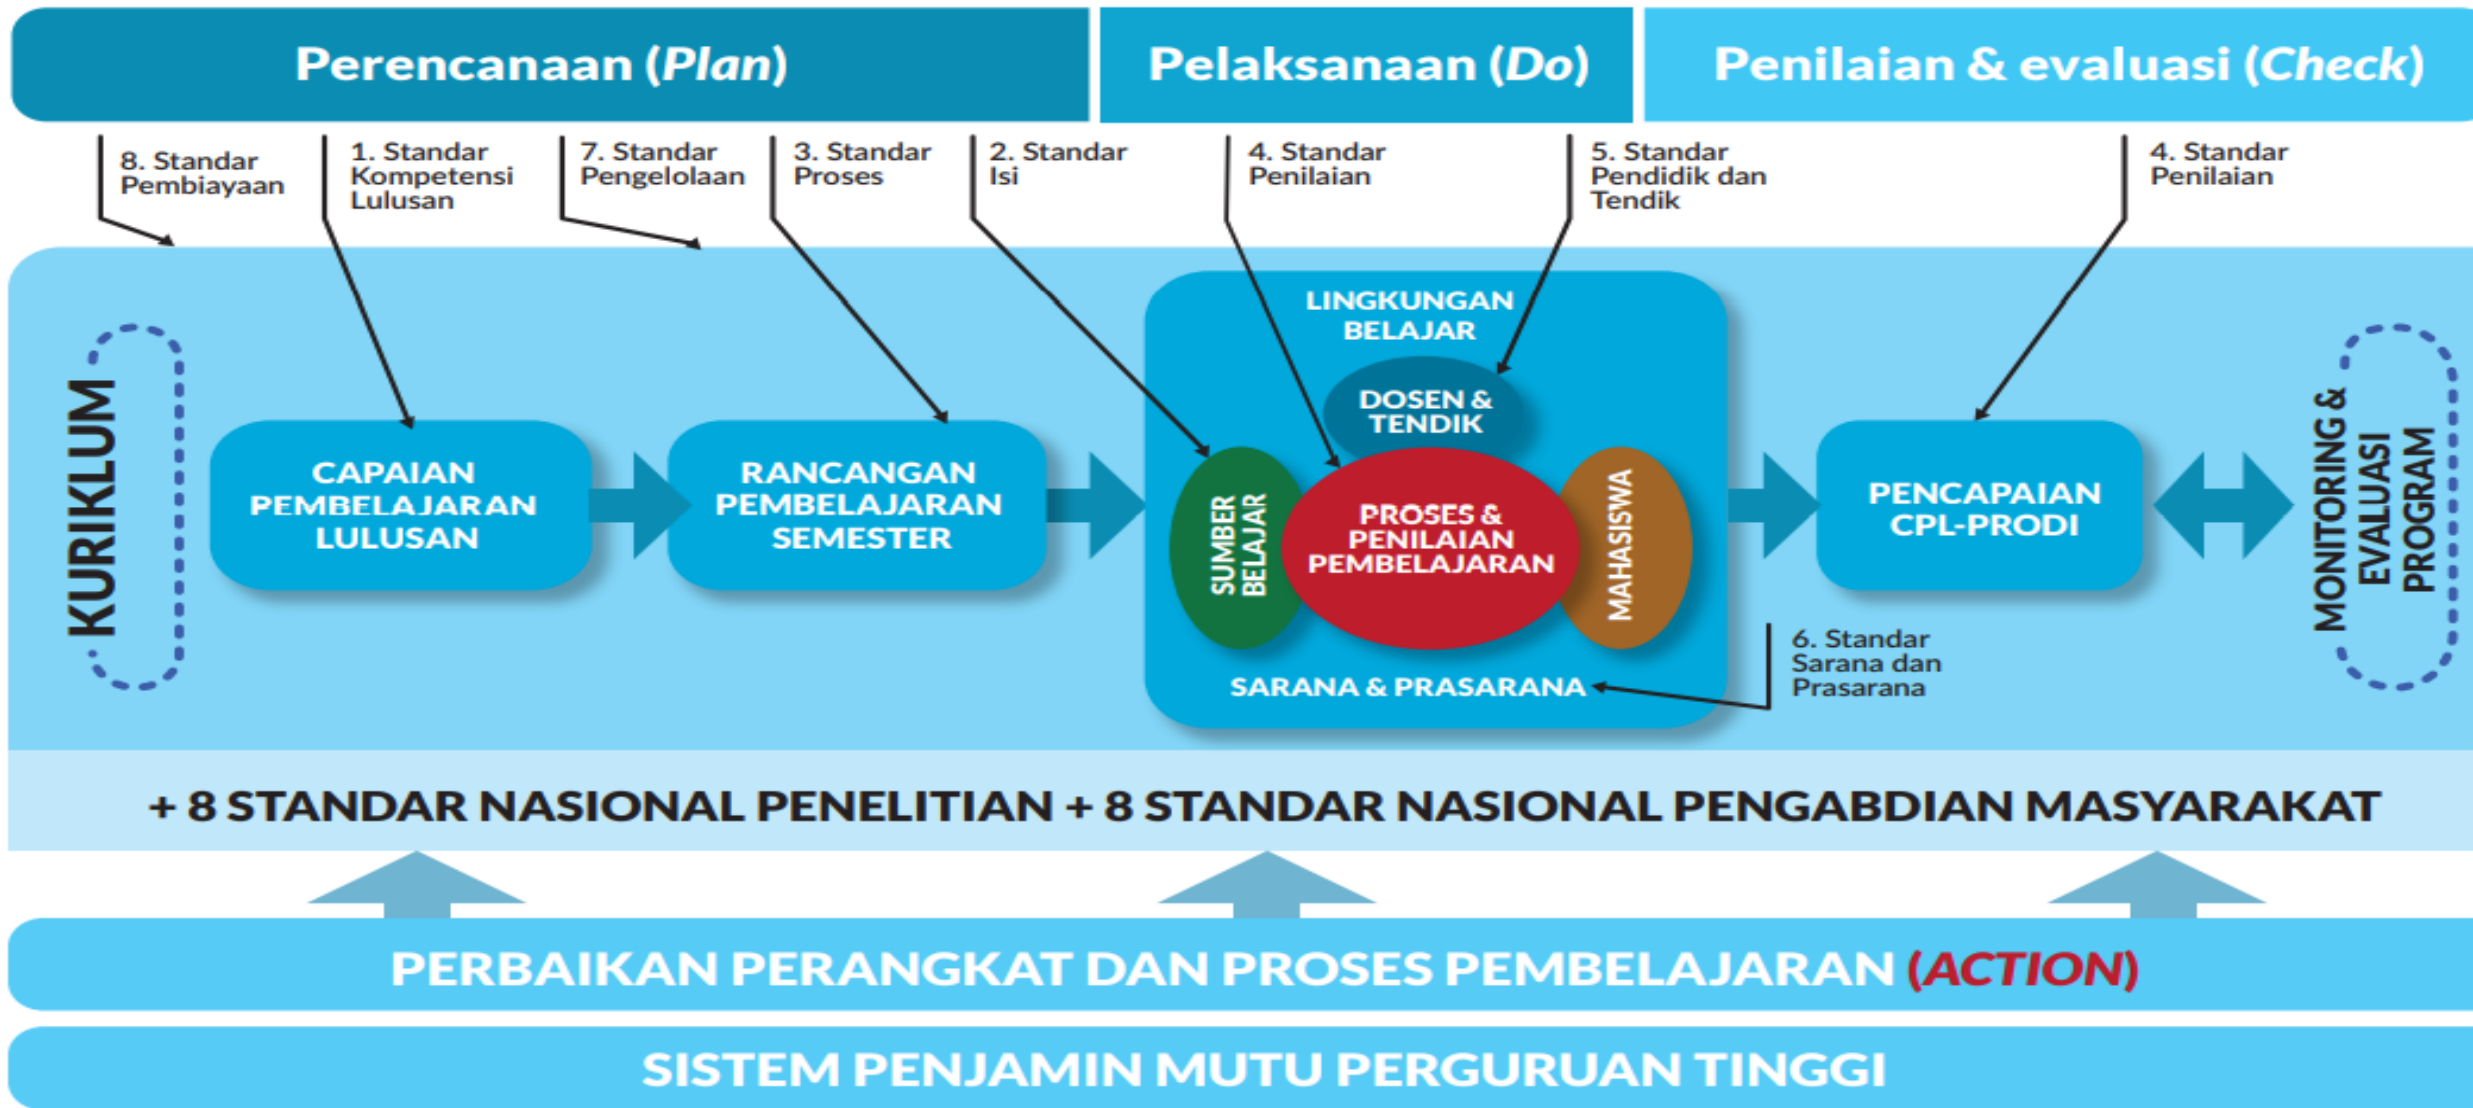 Perencanaan (Plan)
Pelaksanaan (Do)
Penilaian & evaluasi (Check)
8. Standar
Pembiayaan
1. Standar
Kompetensi
Lulusan
7. Standar
Pengelolaan
3. Standar
Proses
2. Standar
Isi
4. Standar
Penilaian
5. Standar
Pendidik dan
Tendik
4. Standar
Penilaian
KURIKLUM
CAPAIAN
PEMBELAJARAN
LULUSAN
RANCANGAN
PEMBELAJARAN
SEMESTER
LINGKUNGAN
BELAJAR
DOSEN &
TENDIK
SUMBER
BELAJAR
PROSES &
PENILAIAN
PEMBELAJARAN
MAHASISWA
SARANA & PRASARANA
6. Standar
Sarana dan
Prasarana
PENCAPAIAN
CPL-PRODI
MONITORING &
EVALUASI
PROGRAM
+ 8 STANDAR NASIONAL PENELITIAN + 8 STANDAR NASIONAL PENGABDIAN MASYARAKAT
PERBAIKAN PERANGKAT DAN PROSES PEMBELAJARAN (ACTION)
SISTEM PENJAMIN MUTU PERGURUAN TINGGI